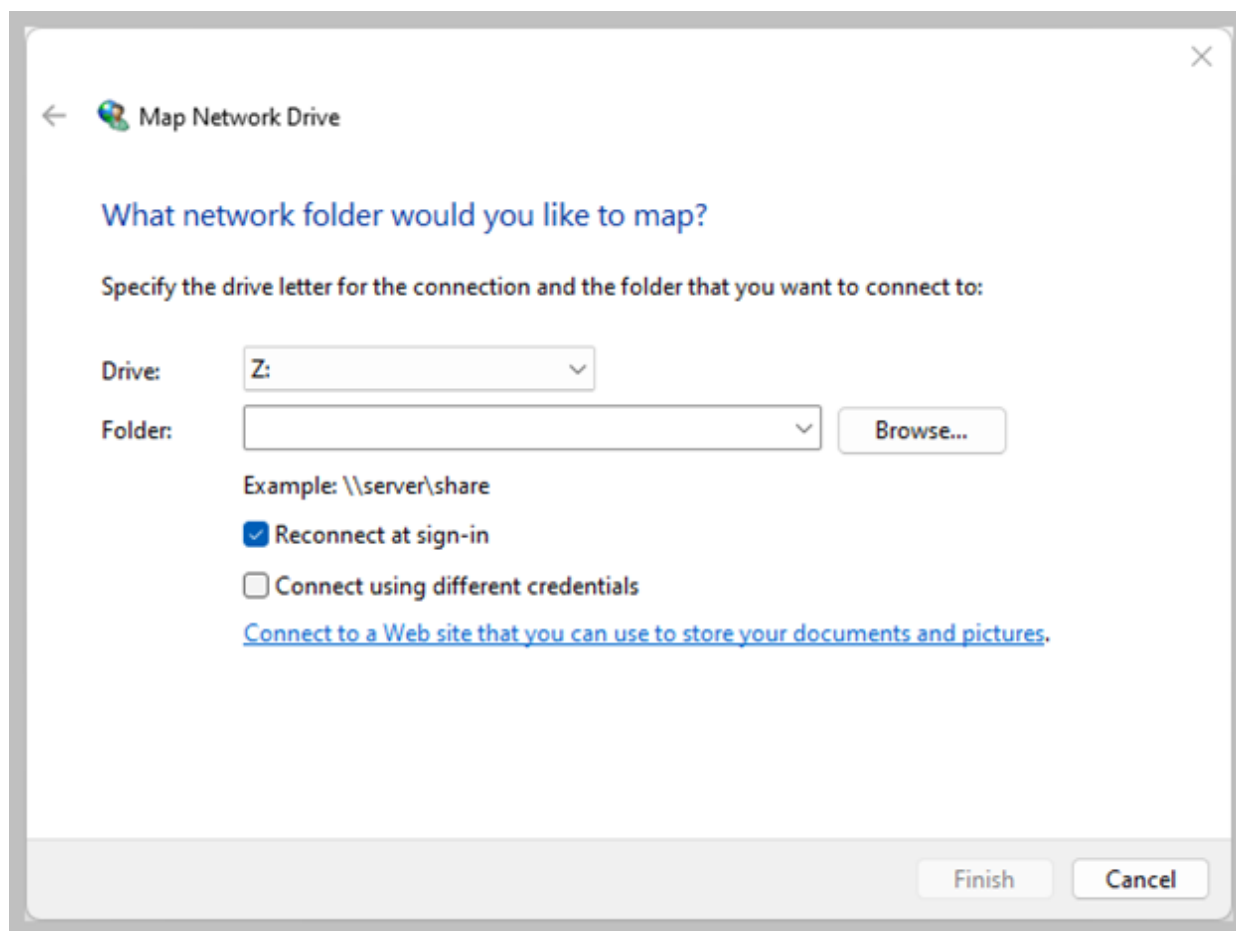 Map Network Drive
What network folder would you like to map?
Specify the drive letter for the connection and the folder that you want to connect to:
Drive: Z:
Folder: Browse...
Example: \\server\share
Reconnect at sign-in
Connect using different credentials
Connect to a Web site that you can use to store your documents and pictures.
Finish Cancel